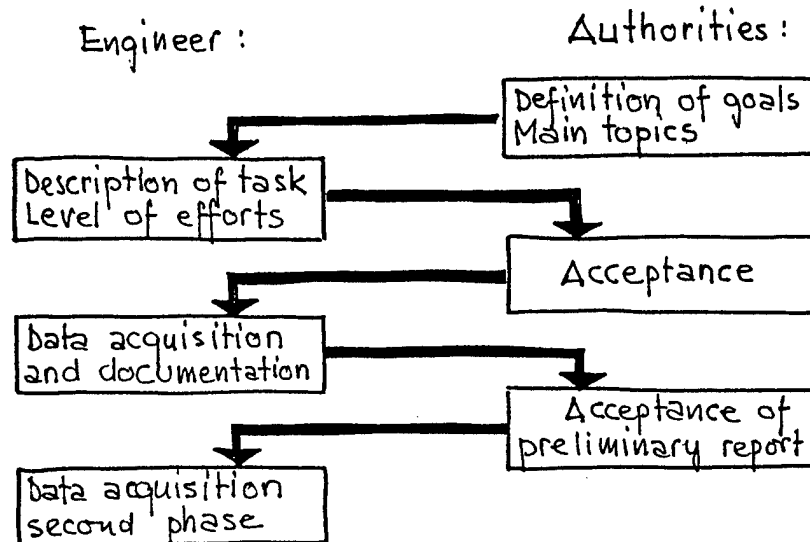 Engineer :
Authorities :
Definition of goals
Main topics
Description of task
Level of efforts
Acceptance
Data acquisition
and documentation
Acceptance of
preliminary report
Data acquisition
second phase